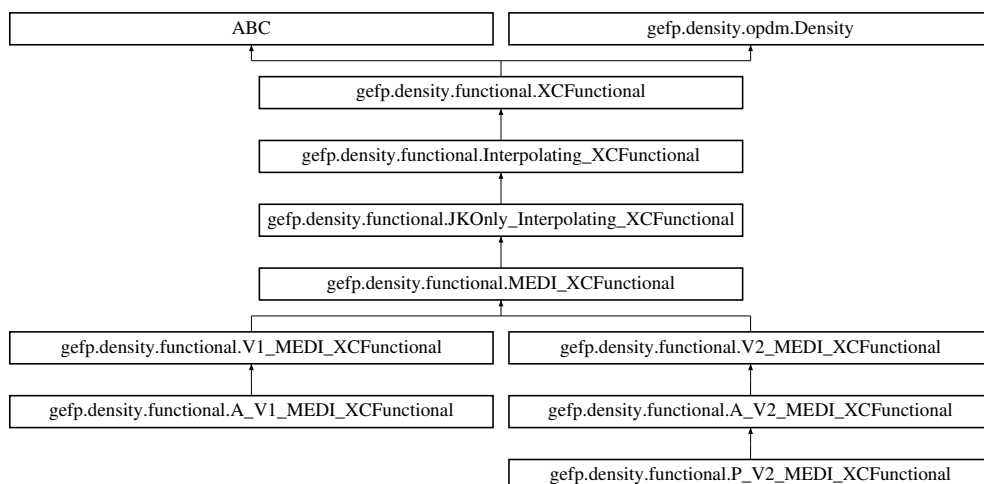 ABC
gefp.density.opdm.Density
gefp.density.functional.XCFunctional
gefp.density.functional.Interpolating_XCFunctional
gefp.density.functional.JKOnly_Interpolating_XCFunctional
gefp.density.functional.MEDI_XCFunctional
gefp.density.functional.V1_MEDI_XCFunctional
gefp.density.functional.V2_MEDI_XCFunctional
gefp.density.functional.A_V1_MEDI_XCFunctional
gefp.density.functional.A_V2_MEDI_XCFunctional
gefp.density.functional.P_V2_MEDI_XCFunctional